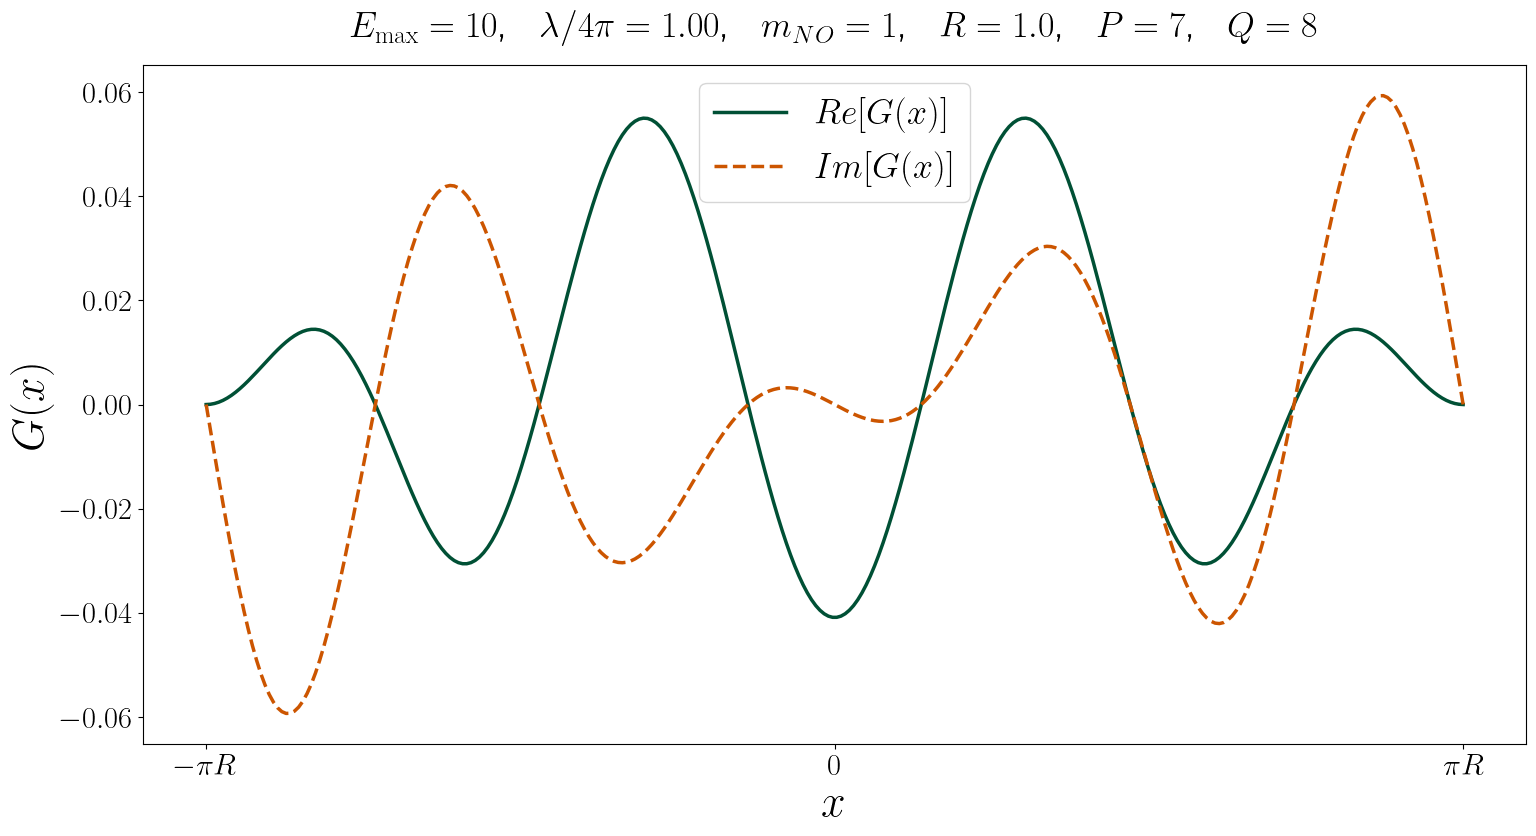 E_max = 10, λ/4π = 1.00, m_NO = 1, R = 1.0, P = 7, Q = 8
Re[G(x)]
Im[G(x)]
G(x)
0.06
0.04
0.02
0.00
−0.02
−0.04
−0.06
−πR 0 πR
x